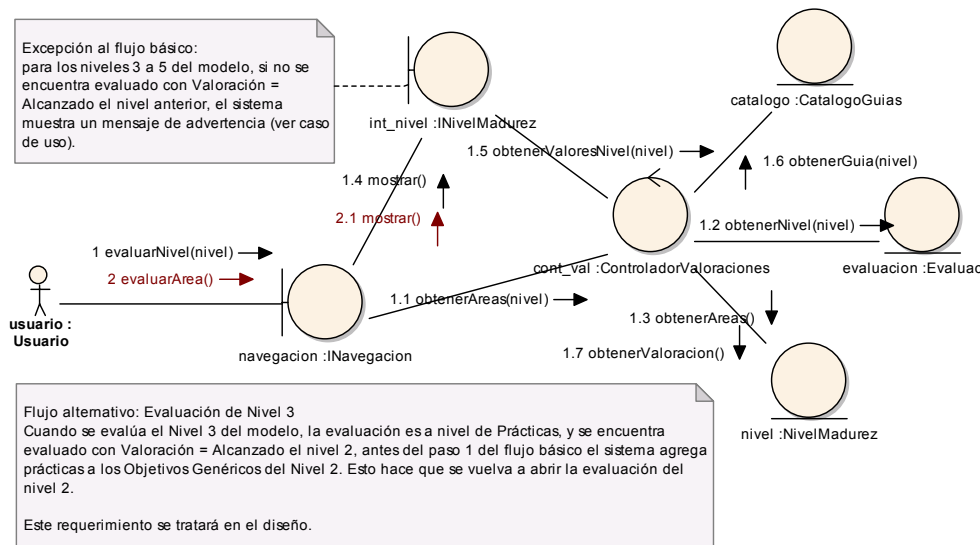 Excepción al flujo básico:
para los niveles 3 a 5 del modelo, si no se
encuentra evaluado con Valoración =
Alcanzado el nivel anterior, el sistema
muestra un mensaje de advertencia (ver caso
de uso).
int_nivel :INivelMadurez
catalogo :CatalogoGuias
1.5 obtenerValoresNivel(nivel)
1.6 obtenerGuia(nivel)
1.4 mostrar()
2.1 mostrar()
1.2 obtenerNivel(nivel)
1 evaluarNivel(nivel)
2 evaluarArea()
cont_val :ControladorValoraciones
evaluacion :Evaluac
1.1 obtenerAreas(nivel)
1.3 obtenerAreas()
usuario :
Usuario
navegacion :INavegacion
1.7 obtenerValoracion()
nivel :NivelMadurez
Flujo alternativo: Evaluación de Nivel 3
Cuando se evalúa el Nivel 3 del modelo, la evaluación es a nivel de Prácticas, y se encuentra
evaluado con Valoración = Alcanzado el nivel 2, antes del paso 1 del flujo básico el sistema agrega
prácticas a los Objetivos Genéricos del Nivel 2. Esto hace que se vuelva a abrir la evaluación del
nivel 2.
Este requerimiento se tratará en el diseño.